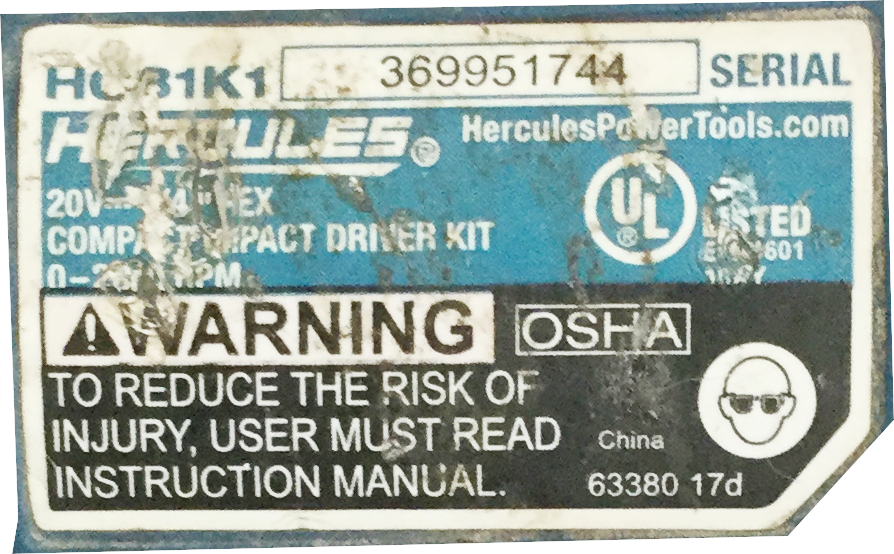 369951744 SERIAL
HERCULES® HerculesPowerTools.com
HEX
COMPACT IMPACT DRIVER KIT
RPM
UL® LISTED
WARNING OSHA
TO REDUCE THE RISK OF
INJURY, USER MUST READ
INSTRUCTION MANUAL.
China
63380 17d